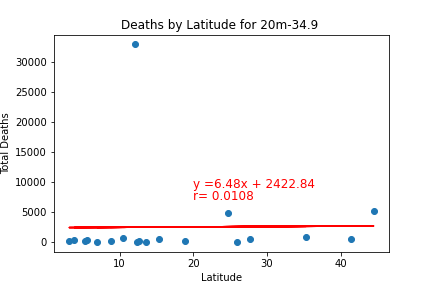 Deaths by Latitude for 20m-34.9
Total Deaths
30000
25000
20000
15000
10000
5000
0
y =6.48x + 2422.84
r= 0.0108
10
20
30
40
Latitude